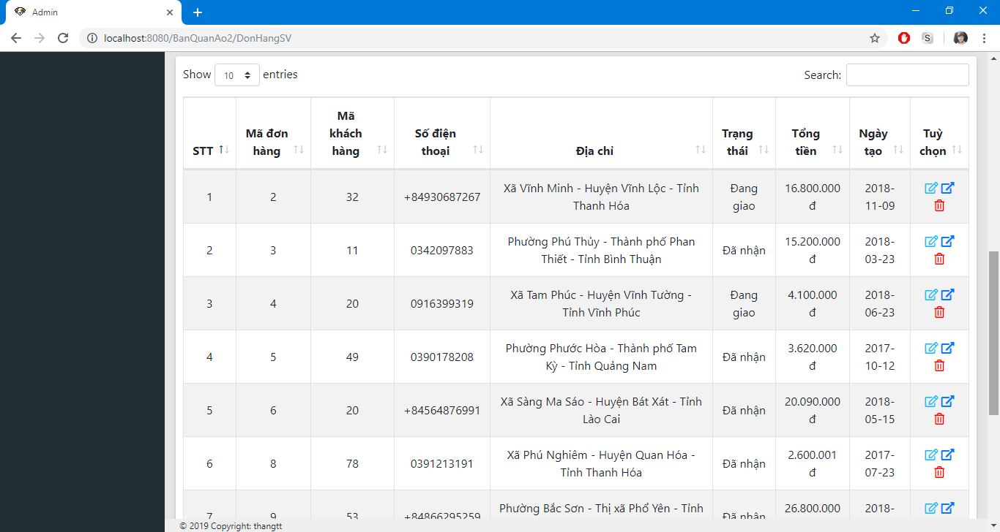 Admin
localhost:8080/BanQuanAo2/DonHangSV
S
Show 10 entries
Search:
STT
Mã đơn
hàng
Mã
khách
hàng
Số điện
thoại
Địa chỉ
Trạng
thái
Tổng
tiền
Ngày
tạo
Tuỳ
chọn
1
2
32
+84930687267
Xã Vĩnh Minh - Huyện Vĩnh Lộc - Tỉnh
Thanh Hóa
Đang
giao
16.800.000
đ
2018-
11-09
2
3
11
0342097883
Phường Phú Thủy - Thành phố Phan
Thiết - Tỉnh Bình Thuận
Đã nhận
15.200.000
đ
2018-
03-23
3
4
20
0916399319
Xã Tam Phúc - Huyện Vĩnh Tường -
Tỉnh Vĩnh Phúc
Đang
giao
4.100.000
đ
2018-
06-23
4
5
49
0390178208
Phường Phước Hòa - Thành phố Tam
Kỳ - Tỉnh Quảng Nam
Đã nhận
3.620.000
đ
2017-
10-12
5
6
20
+84564876991
Xã Sàng Ma Sáo - Huyện Bát Xát - Tỉnh
Lào Cai
Đã nhận
20.090.000
đ
2018-
05-15
6
8
78
0391213191
Xã Phú Nghiêm - Huyện Quan Hóa -
Tỉnh Thanh Hóa
Đã nhận
2.600.001
đ
2017-
07-23
7
9
53
+84866295259
Phường Bắc Sơn - Thị xã Phổ Yên - Tỉnh
Đã nhận
26.800.000
2018-
© 2019 Copyright: thangtt